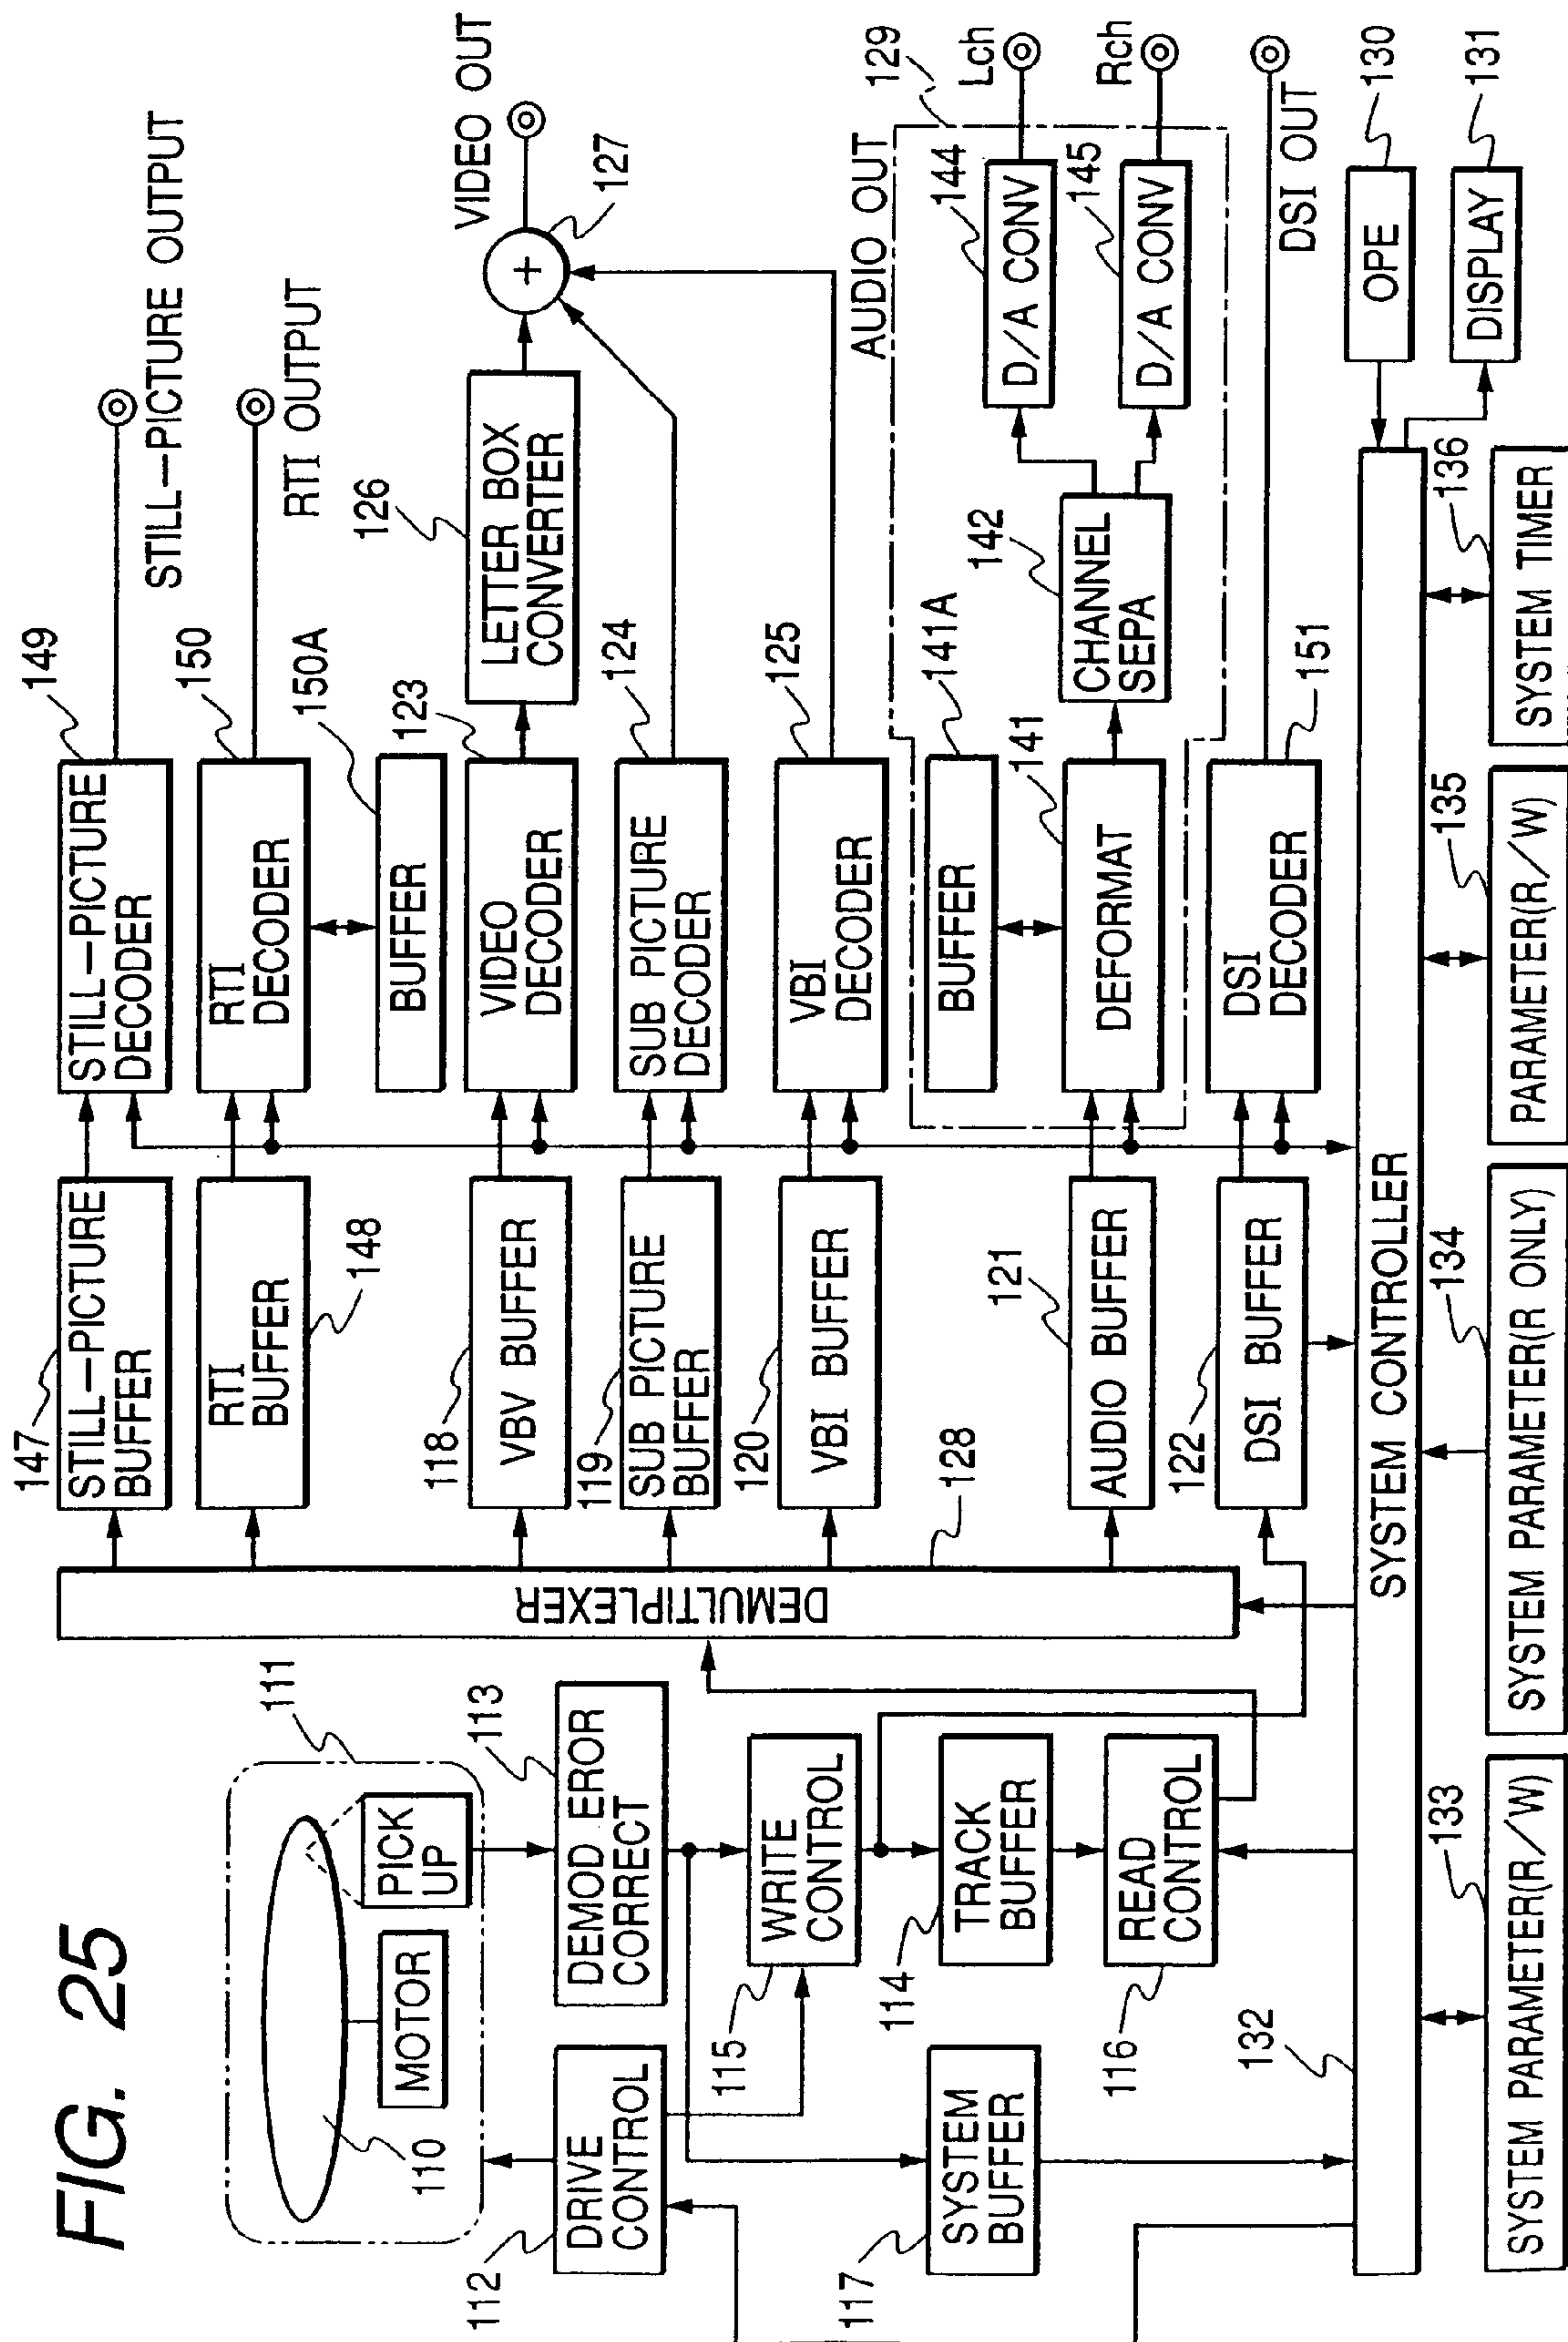 FIG. 25
111
110
MOTOR
PICK
UP
112
DRIVE
CONTROL
DEMOD EROR
CORRECT
113
115
WRITE
CONTROL
114
TRACK
BUFFER
116
READ
CONTROL
117
SYSTEM
BUFFER
132
DEMULTIPLEXER
128
147
STILL-PICTURE
BUFFER
RTI
BUFFER
148
118
VBV BUFFER
119
SUB PICTURE
BUFFER
120
VBI BUFFER
121
AUDIO BUFFER
122
DSI BUFFER
STILL-PICTURE
DECODER
149
STILL-PICTURE OUTPUT
RTI
DECODER
150
RTI OUTPUT
BUFFER
150A
VIDEO
DECODER
123
LETTER BOX
CONVERTER
126
+
127
VIDEO OUT
SUB PICTURE
DECODER
124
VBI
DECODER
125
AUDIO OUT
129
BUFFER
141A
DEFORMAT
141
CHANNEL
SEPA
142
D/A CONV
144
Lch
D/A CONV
145
Rch
DSI
DECODER
151
DSI OUT
SYSTEM CONTROLLER
OPE
130
DISPLAY
131
SYSTEM PARAMETER(R/W)
133
SYSTEM PARAMETER(R ONLY)
134
PARAMETER(R/W)
135
SYSTEM TIMER
136